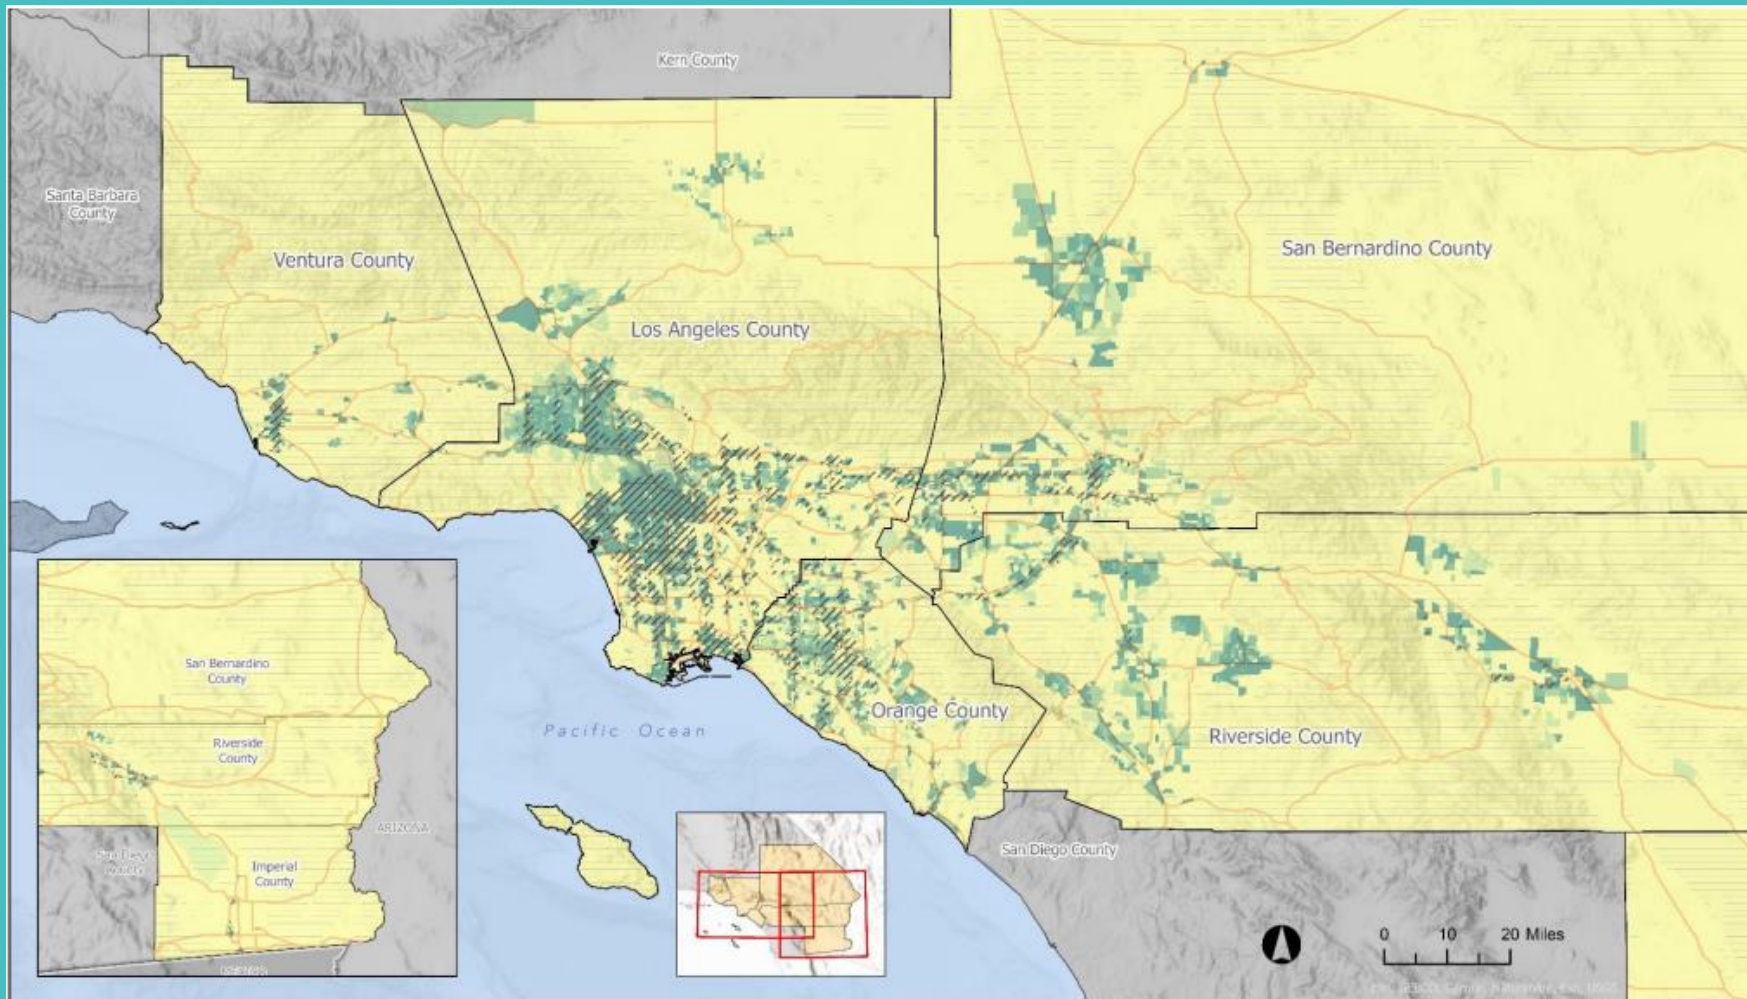 Kern County
Santa Barbara
County
Ventura County
San Bernardino County
Los Angeles County
Pacific Ocean
Orange County
Riverside County
San Diego County
San Bernardino
County
Riverside
County
ARIZONA
Imperial
County
0 10 20 Miles